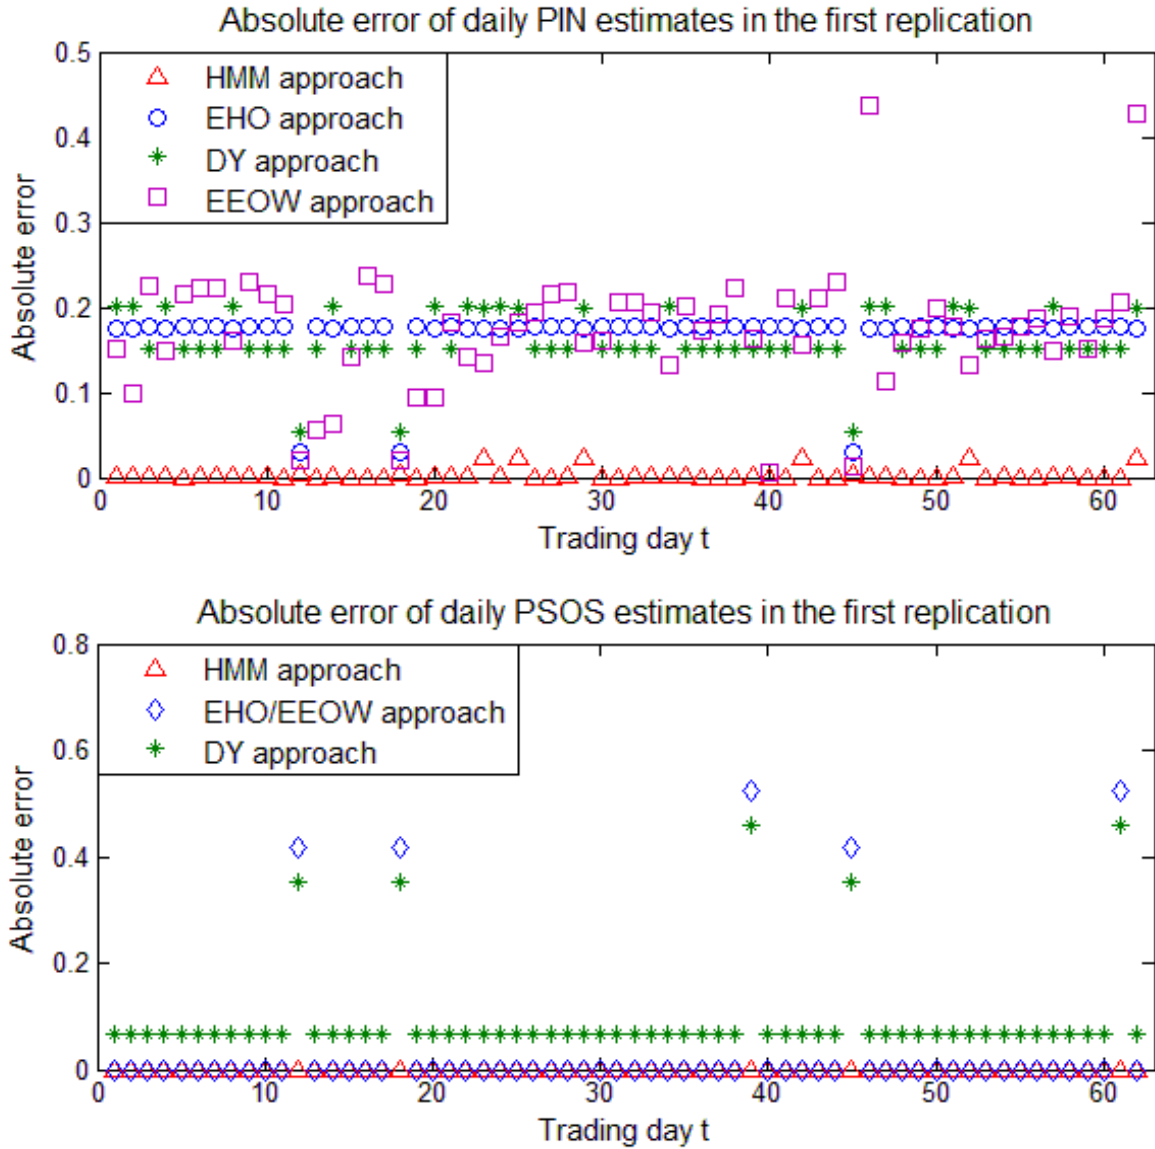 Absolute error of daily PIN estimates in the first replication
0.5
0.4
0.3
0.2
0.1
0
Absolute error
HMM approach
EHO approach
DY approach
EEOW approach
0 10 20 30 40 50 60
Trading day t
Absolute error of daily PSOS estimates in the first replication
0.8
0.6
0.4
0.2
0
Absolute error
HMM approach
EHO/EEOW approach
DY approach
0 10 20 30 40 50 60
Trading day t